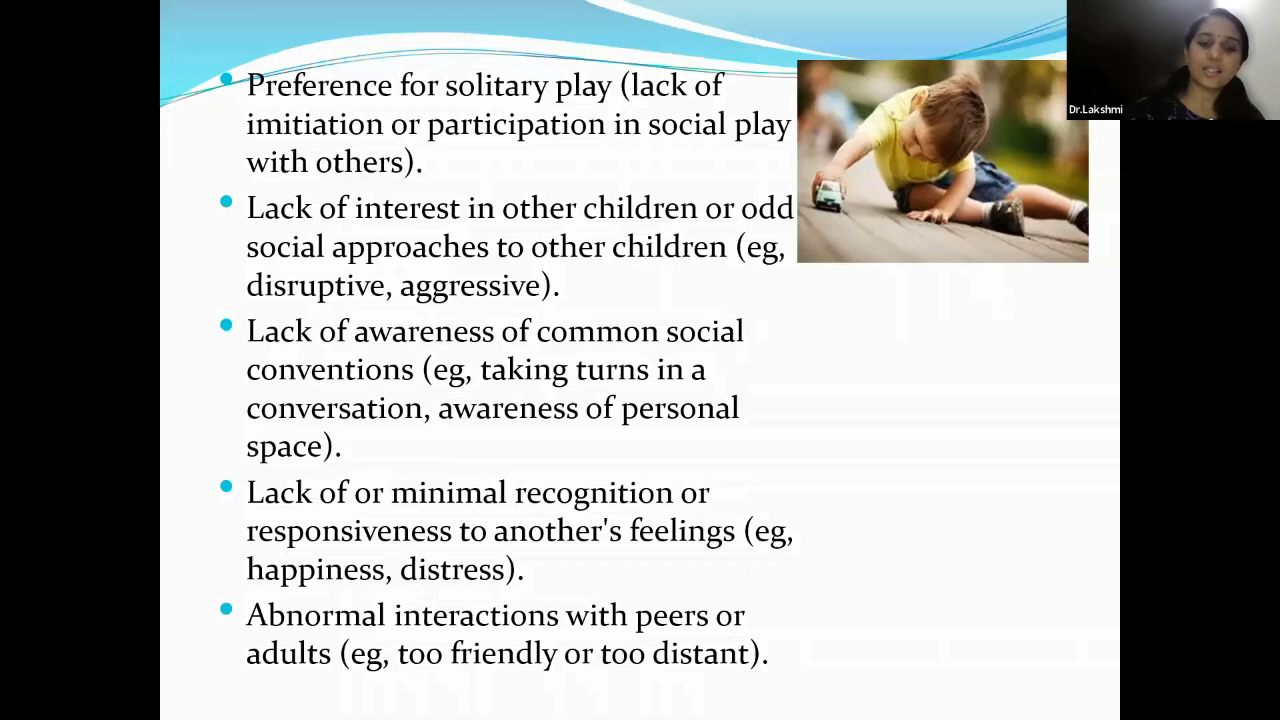 Preference for solitary play (lack of
imitiation or participation in social play
with others).
Lack of interest in other children or odd
social approaches to other children (eg,
disruptive, aggressive).
Lack of awareness of common social
conventions (eg, taking turns in a
conversation, awareness of personal
space).
Lack of or minimal recognition or
responsiveness to another's feelings (eg,
happiness, distress).
Abnormal interactions with peers or
adults (eg, too friendly or too distant).
Dr.Lakshmi